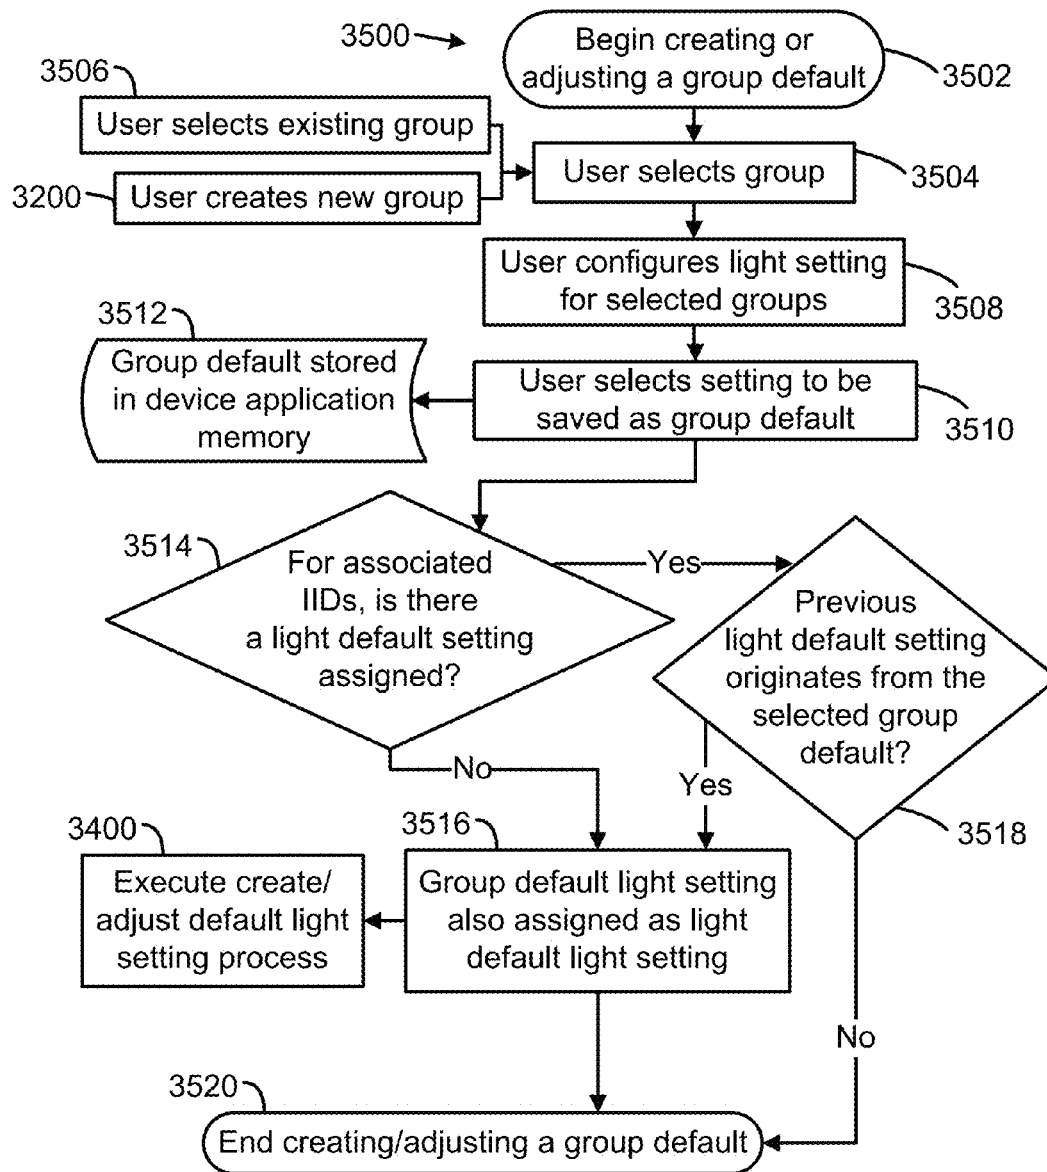 3500
Begin creating or
adjusting a group default
3502
3506
User selects existing group
User selects group
3504
3200
User creates new group
User configures light setting
for selected groups
3508
3512
Group default stored
in device application
memory
User selects setting to be
saved as group default
3510
3514
For associated
IIDs, is there
a light default setting
assigned?
Yes
Previous
light default setting
originates from the
selected group
default?
3518
No
Yes
3400
Execute create/
adjust default light
setting process
3516
Group default light setting
also assigned as light
default light setting
No
3520
End creating/adjusting a group default